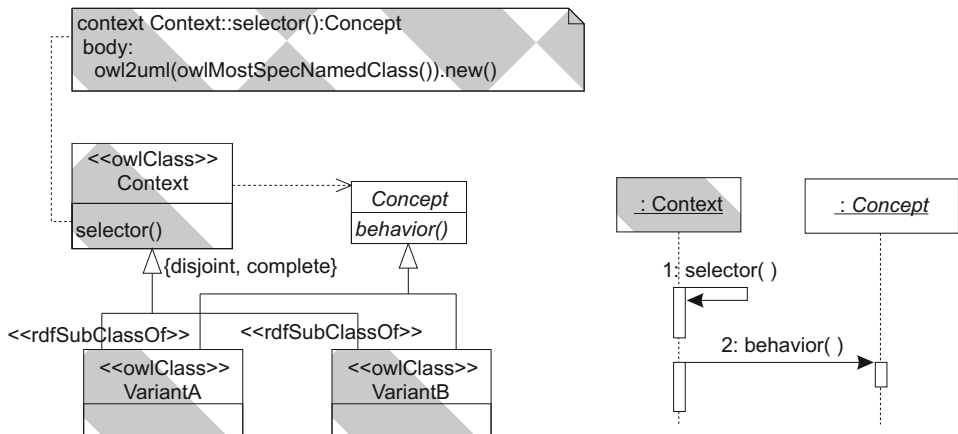 context Context::selector():Concept
body:
owl2uml(owlMostSpecNamedClass()).new()
<<owlClass>>
Context
selector()
Concept
behavior()
{disjoint, complete}
<<rdfSubClassOf>>
<<rdfSubClassOf>>
<<owlClass>>
VariantA
<<owlClass>>
VariantB
: Context
: Concept
1: selector( )
2: behavior( )